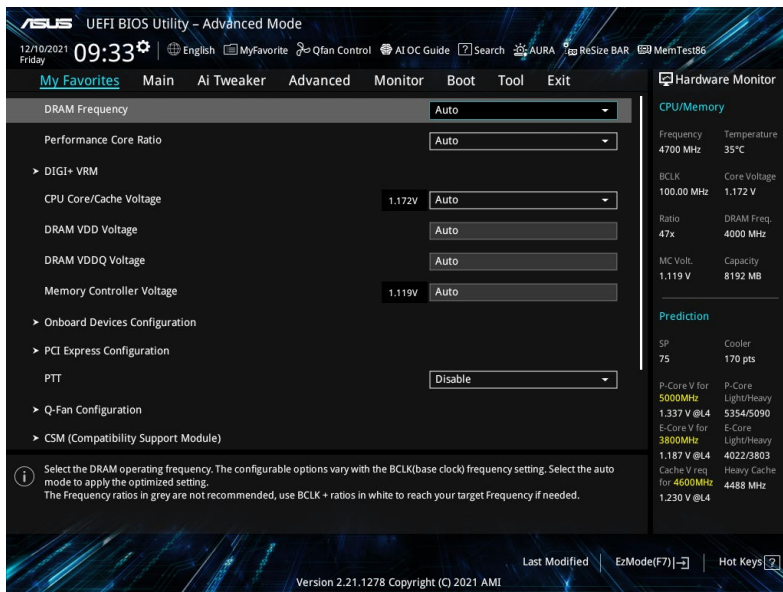 ASUS UEFI BIOS Utility – Advanced Mode
12/10/2021
Friday
09:33
English
MyFavorite
Qfan Control
AI OC Guide
? Search
AURA
ReSize BAR
MemTest86
My Favorites
Main
Ai Tweaker
Advanced
Monitor
Boot
Tool
Exit
DRAM Frequency Auto
Performance Core Ratio Auto
DIGI+ VRM
CPU Core/Cache Voltage 1.172V Auto
DRAM VDD Voltage Auto
DRAM VDDQ Voltage Auto
Memory Controller Voltage 1.119V Auto
Onboard Devices Configuration
PCI Express Configuration
PTT Disable
Q-Fan Configuration
CSM (Compatibility Support Module)
Select the DRAM operating frequency. The configurable options vary with the BCLK(base clock) frequency setting. Select the auto
mode to apply the optimized setting.
The Frequency ratios in grey are not recommended, use BCLK + ratios in white to reach your target Frequency if needed.
Hardware Monitor
CPU/Memory
Frequency Temperature
4700 MHz 35°C
BCLK Core Voltage
100.00 MHz 1.172 V
Ratio DRAM Freq.
47x 4000 MHz
MC Volt. Capacity
1.119 V 8192 MB
Prediction
SP Cooler
75 170 pts
P-Core V for P-Core
5000MHz Light/Heavy
1.337 V @L4 5354/5090
E-Core V for E-Core
3800MHz Light/Heavy
1.187 V @L4 4022/3803
Cache V req Heavy Cache
for 4600MHz 4488 MHz
1.230 V @L4
Last Modified
EzMode(F7)
Hot Keys ?
Version 2.21.1278 Copyright (C) 2021 AMI